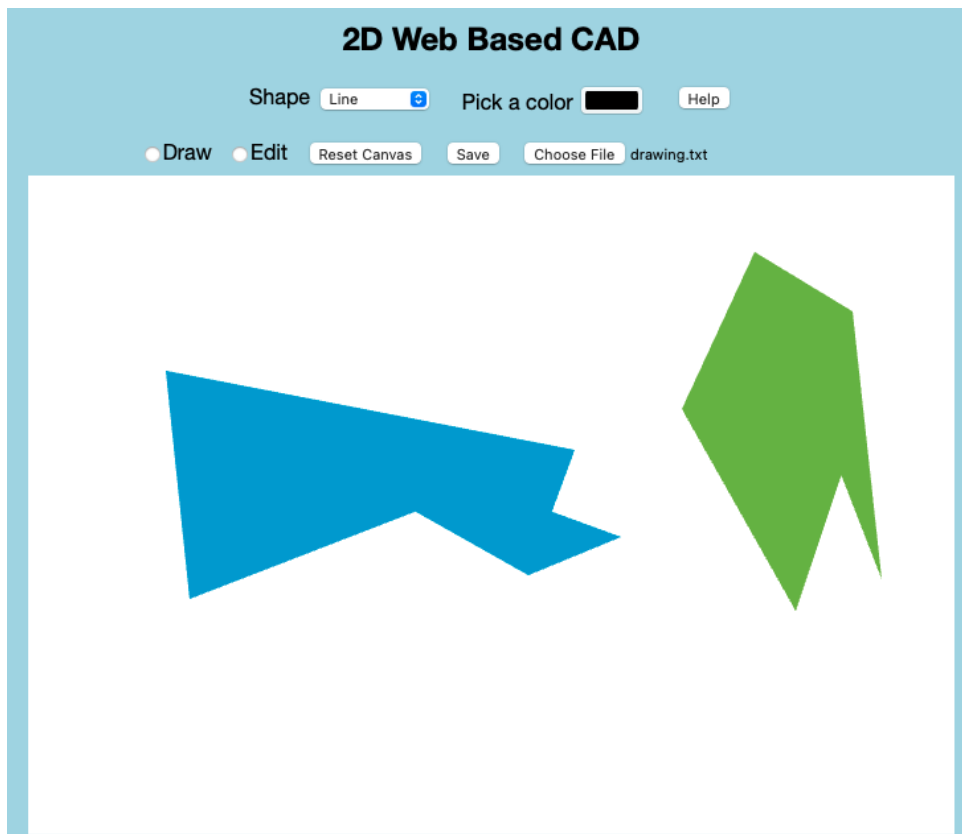 2D Web Based CAD
Shape Line Pick a color Help
Draw Edit Reset Canvas Save Choose File drawing.txt